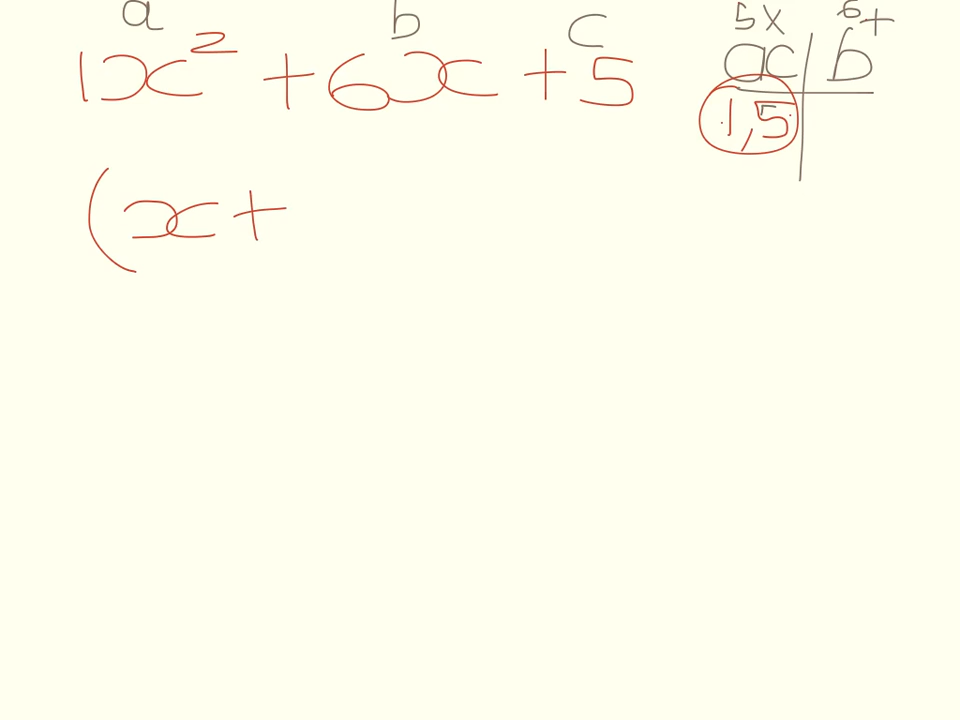 a b c 5x 6+
1x² + 6x + 5 ac b
1,5
(x +